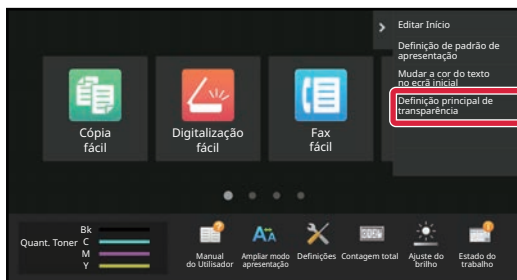 Editar Início
Definição de padrão de
apresentação
Mudar a cor do texto
no ecrã inicial
Definição principal de
transparência
Cópia
fácil
Digitalização
fácil
Fax
fácil
Quant. Toner
Bk
C
M
Y
Manual
do Utilisador
Ampliar modo
apresentação
Definições
Contagem total
Ajuste do
brilho
Estado do
trabalho